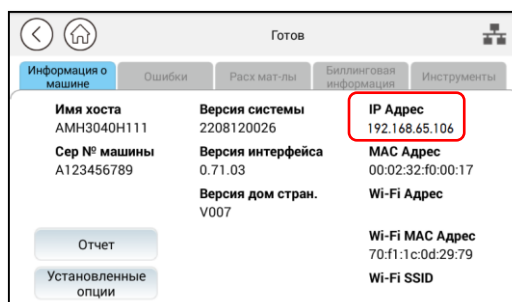 Готов
Информация о машине
Ошибки
Расх мат-лы
Биллинговая информация
Инструменты
Имя хоста
AMH3040H111
Сер № машины
A123456789
Версия системы
2208120026
Версия интерфейса
0.71.03
Версия дом стран.
V007
IP Адрес
192.168.65.106
MAC Адрес
00:02:32:f0:00:17
Wi-Fi Адрес
Wi-Fi MAC Адрес
70:f1:1c:0d:29:79
Wi-Fi SSID
Отчет
Установленные опции